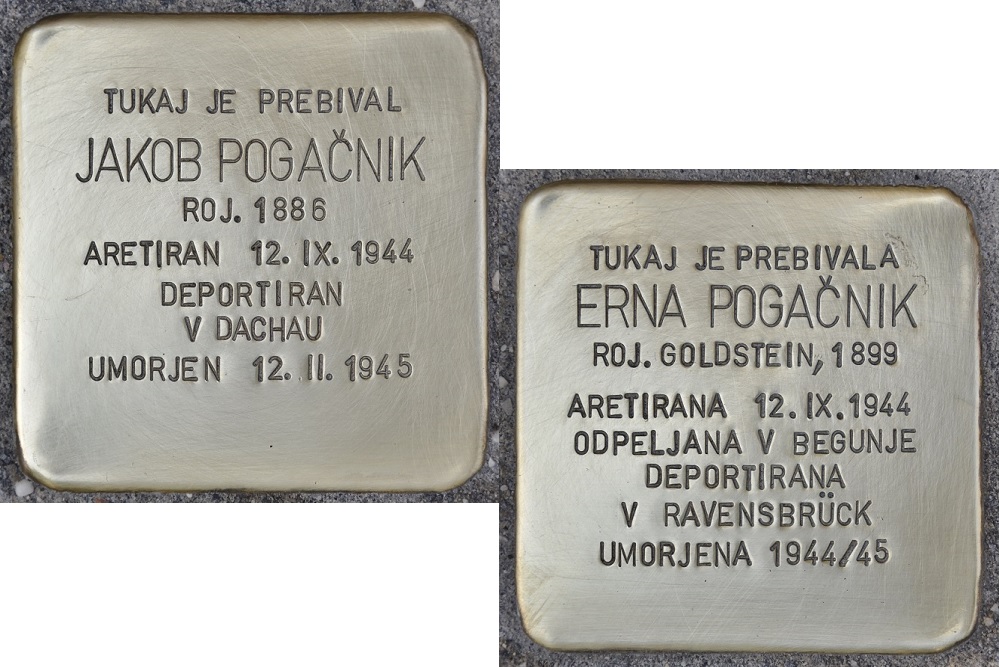 TUKAJ JE PREBIVAL
JAKOB POGAČNIK
ROJ. 1886
ARETIRAN 12. IX. 1944
DEPORTIRAN
V DACHAU
UMORJEN 12. II. 1945
TUKAJ JE PREBIVALA
ERNA POGAČNIK
ROJ. GOLDSTEIN, 1899
ARETIRANA 12. IX. 1944
ODPELJANA V BEGUNJE
DEPORTIRANA
V RAVENSBRÜCK
UMORJENA 1944/45